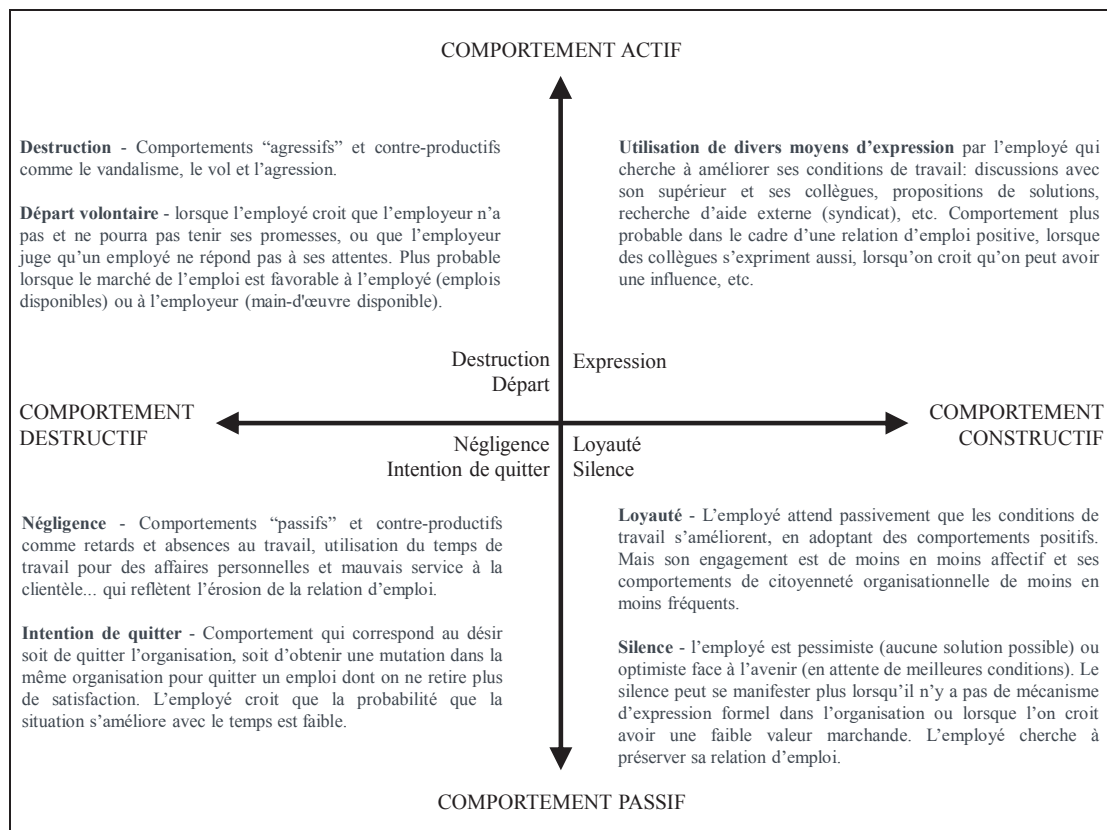 COMPORTEMENT ACTIF
Destruction - Comportements “agressifs” et contre-productifs
comme le vandalisme, le vol et l’agression.
Départ volontaire - lorsque l’employé croit que l’employeur n’a
pas et ne pourra pas tenir ses promesses, ou que l’employeur
juge qu’un employé ne répond pas à ses attentes. Plus probable
lorsque le marché de l’emploi est favorable à l’employé (emplois
disponibles) ou à l’employeur (main-d'œuvre disponible).
Utilisation de divers moyens d’expression par l’employé qui
cherche à améliorer ses conditions de travail: discussions avec
son supérieur et ses collègues, propositions de solutions,
recherche d’aide externe (syndicat), etc. Comportement plus
probable dans le cadre d’une relation d’emploi positive, lorsque
des collègues s’expriment aussi, lorsqu’on croit qu’on peut avoir
une influence, etc.
Destruction
Départ
Expression
COMPORTEMENT
DESTRUCTIF
COMPORTEMENT
CONSTRUCTIF
Négligence
Intention de quitter
Loyauté
Silence
Négligence - Comportements “passifs” et contre-productifs
comme retards et absences au travail, utilisation du temps de
travail pour des affaires personnelles et mauvais service à la
clientèle... qui reflètent l’érosion de la relation d’emploi.
Intention de quitter - Comportement qui correspond au désir
soit de quitter l’organisation, soit d’obtenir une mutation dans la
même organisation pour quitter un emploi dont on ne retire plus
de satisfaction. L’employé croit que la probabilité que la
situation s’améliore avec le temps est faible.
Loyauté - L’employé attend passivement que les conditions de
travail s’améliorent, en adoptant des comportements positifs.
Mais son engagement est de moins en moins affectif et ses
comportements de citoyenneté organisationnelle de moins en
moins fréquents.
Silence - l’employé est pessimiste (aucune solution possible) ou
optimiste face à l’avenir (en attente de meilleures conditions). Le
silence peut se manifester plus lorsqu’il n’y a pas de mécanisme
d’expression formel dans l’organisation ou lorsque l’on croit
avoir une faible valeur marchande. L’employé cherche à
préserver sa relation d’emploi.
COMPORTEMENT PASSIF